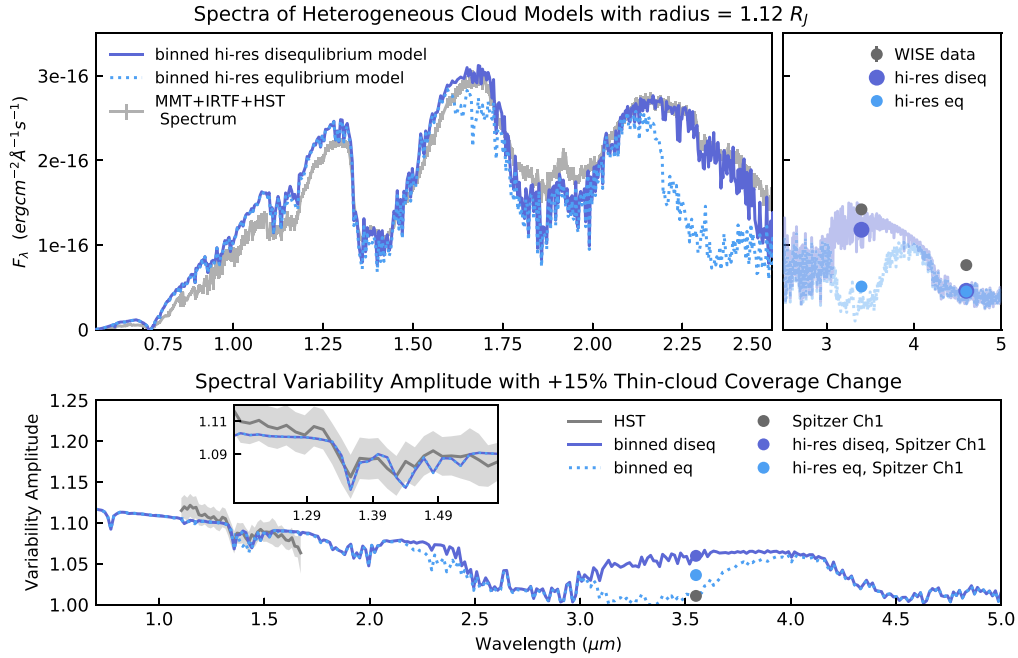 Spectra of Heterogeneous Cloud Models with radius = 1.12 R_J
F_λ (ergcm⁻²Å⁻¹s⁻¹)
3e-16
2e-16
1e-16
0
binned hi-res disequlibrium model
binned hi-res equlibrium model
MMT+IRTF+HST
Spectrum
WISE data
hi-res diseq
hi-res eq
0.75 1.00 1.25 1.50 1.75 2.00 2.25 2.50 3 4 5
Spectral Variability Amplitude with +15% Thin-cloud Coverage Change
Variability Amplitude
1.25
1.20
1.15
1.10
1.05
1.00
1.11
1.09
1.29 1.39 1.49
HST
binned diseq
binned eq
Spitzer Ch1
hi-res diseq, Spitzer Ch1
hi-res eq, Spitzer Ch1
1.0 1.5 2.0 2.5 3.0 3.5 4.0 4.5 5.0
Wavelength (μm)